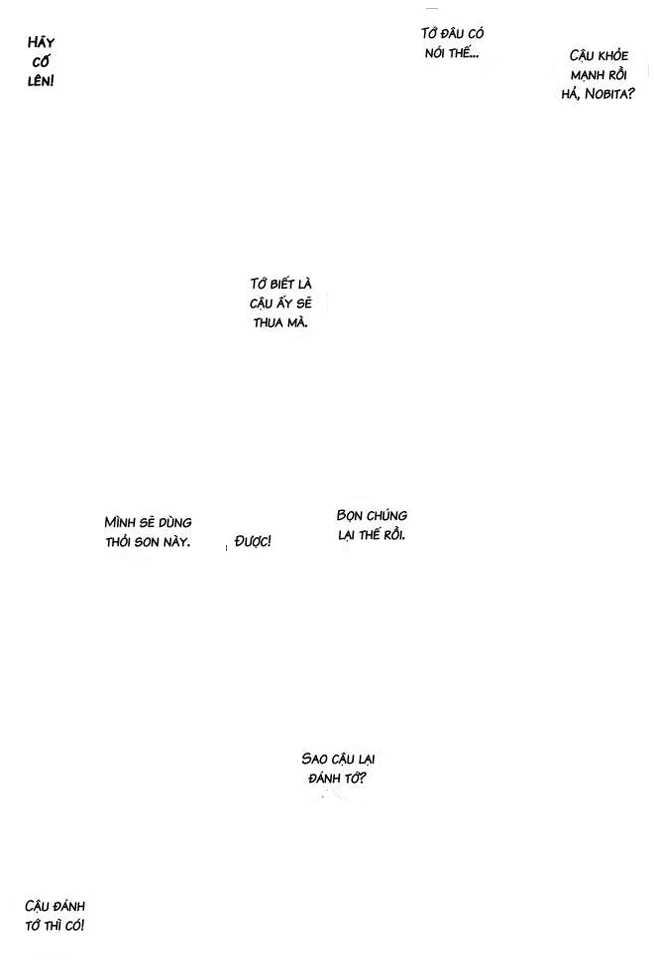 CẬU KHỎE
MẠNH RỒI
HẢ, NOBITA?
TỚ ĐÂU CÓ
NÓI THẾ...
HÃY
CỐ
LÊN!
TỚ BIẾT LÀ
CẬU ẤY SẼ
THUA MÀ.
BỌN CHÚNG
LẠI THẾ RỒI.
ĐƯỢC!
MÌNH SẼ DÙNG
THỎI SON NÀY.
SAO CẬU LẠI
ĐÁNH TỚ?
CẬU ĐÁNH
TỚ THÌ CÓ!